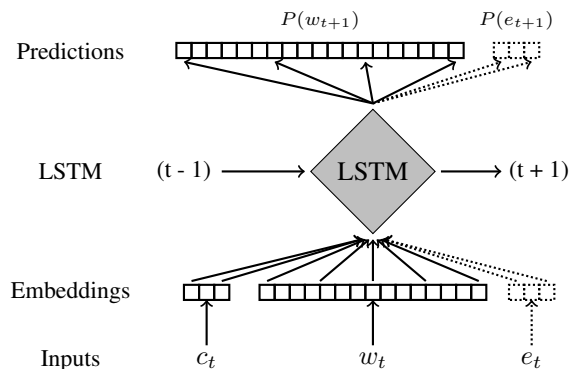 P(w_{t+1}) P(e_{t+1})
Predictions
LSTM (t - 1) LSTM (t + 1)
Embeddings
Inputs c_t w_t e_t